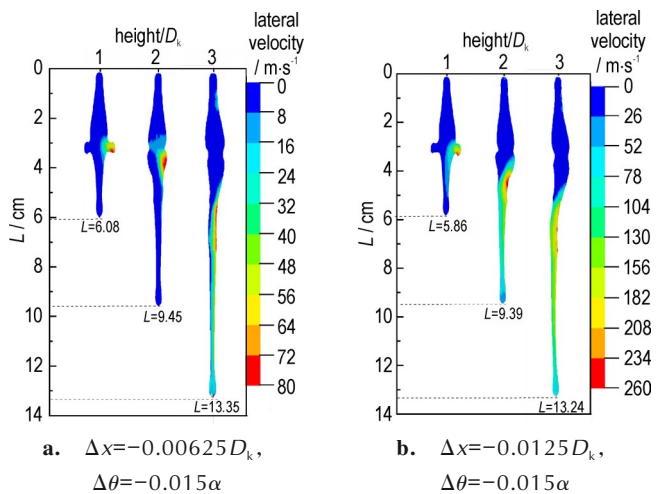 height/Dₖ
1 2 3
lateral
velocity
/ m·s⁻¹
0
8
16
24
32
40
48
56
64
72
80
L / cm
0
2
4
6
8
10
12
14
L=6.08
L=9.45
L=13.35
a. Δx=−0.00625Dₖ,
Δθ=−0.015α
height/Dₖ
1 2 3
lateral
velocity
/ m·s⁻¹
0
26
52
78
104
130
156
182
208
234
260
L / cm
0
2
4
6
8
10
12
14
L=5.86
L=9.39
L=13.24
b. Δx=−0.0125Dₖ,
Δθ=−0.015α